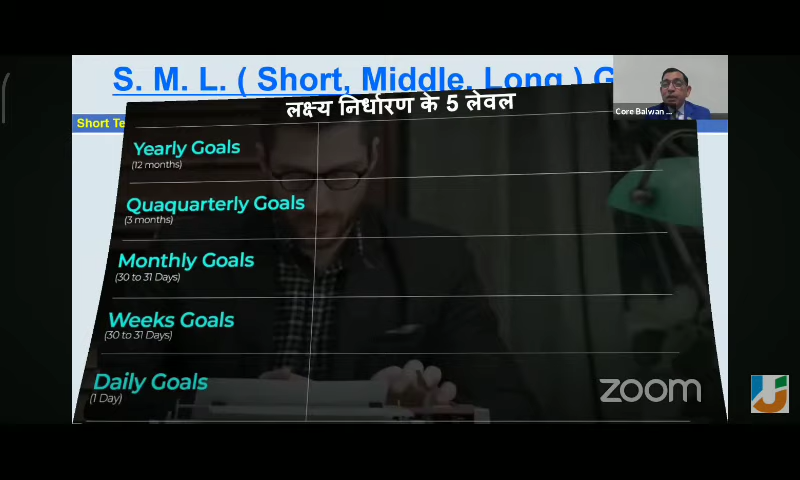 S. M. L. ( Short, Middle, Long ) G
Core Balwan ...
लक्ष्य निर्धारण के 5 लेवल
Short Te
Yearly Goals
(12 months)
Quaquarterly Goals
(3 months)
Monthly Goals
(30 to 31 Days)
Weeks Goals
(30 to 31 Days)
Daily Goals
(1 Day)
zoom